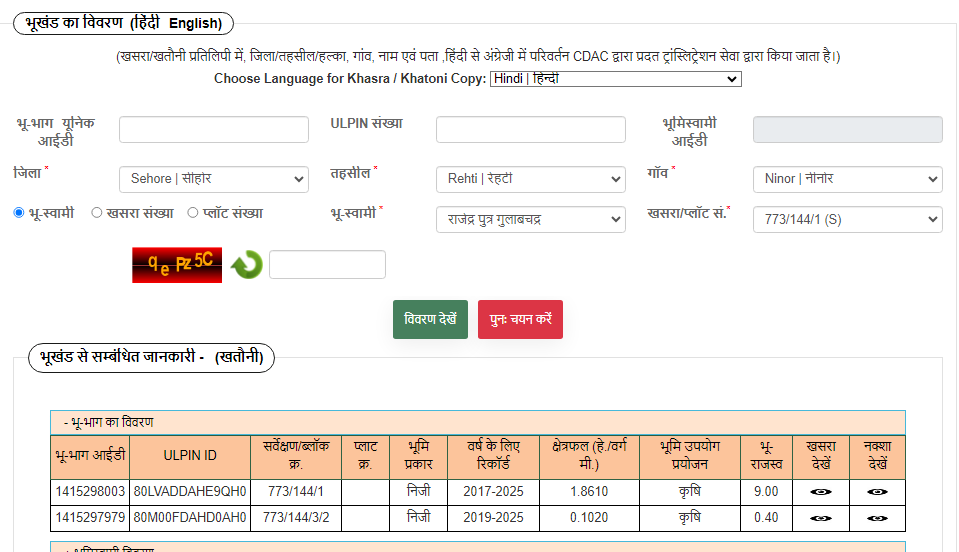 भूखंड का विवरण (हिंदी English)
(खसरा/खतौनी प्रतिलिपी में, जिला/तहसील/हल्का, गांव, नाम एवं पता ,हिंदी से अंग्रेजी में परिवर्तन CDAC द्वारा प्रदत ट्रांस्लिट्रेशन सेवा द्वारा किया जाता है।)
Choose Language for Khasra / Khatoni Copy: Hindi | हिन्दी
भू-भाग यूनिक आईडी ULPIN संख्या भूमिस्वामी आईडी
जिला * Sehore | सीहोर तहसील * Rehti | रेहटी गाँव * Ninor | नीनोर
भू-स्वामी खसरा संख्या प्लॉट संख्या भू-स्वामी * राजेंद्र पुत्र गुलाबचद्र खसरा/प्लॉट सं.* 773/144/1 (S)
qePz5C
विवरण देखें पुनः चयन करें
भूखंड से सम्बंधित जानकारी - (खतौनी)
- भू-भाग का विवरण
भू-भाग आईडी ULPIN ID सर्वेक्षण/ब्लॉक क्र. प्लाट क्र. भूमि प्रकार वर्ष के लिए रिकॉर्ड क्षेत्रफल (हे./वर्ग मी.) भूमि उपयोग प्रयोजन भू-राजस्व खसरा देखें नक्शा देखें
1415298003 80LVADDAHE9QH0 773/144/1 निजी 2017-2025 1.8610 कृषि 9.00
1415297979 80M00FDAHD0AH0 773/144/3/2 निजी 2019-2025 0.1020 कृषि 0.40